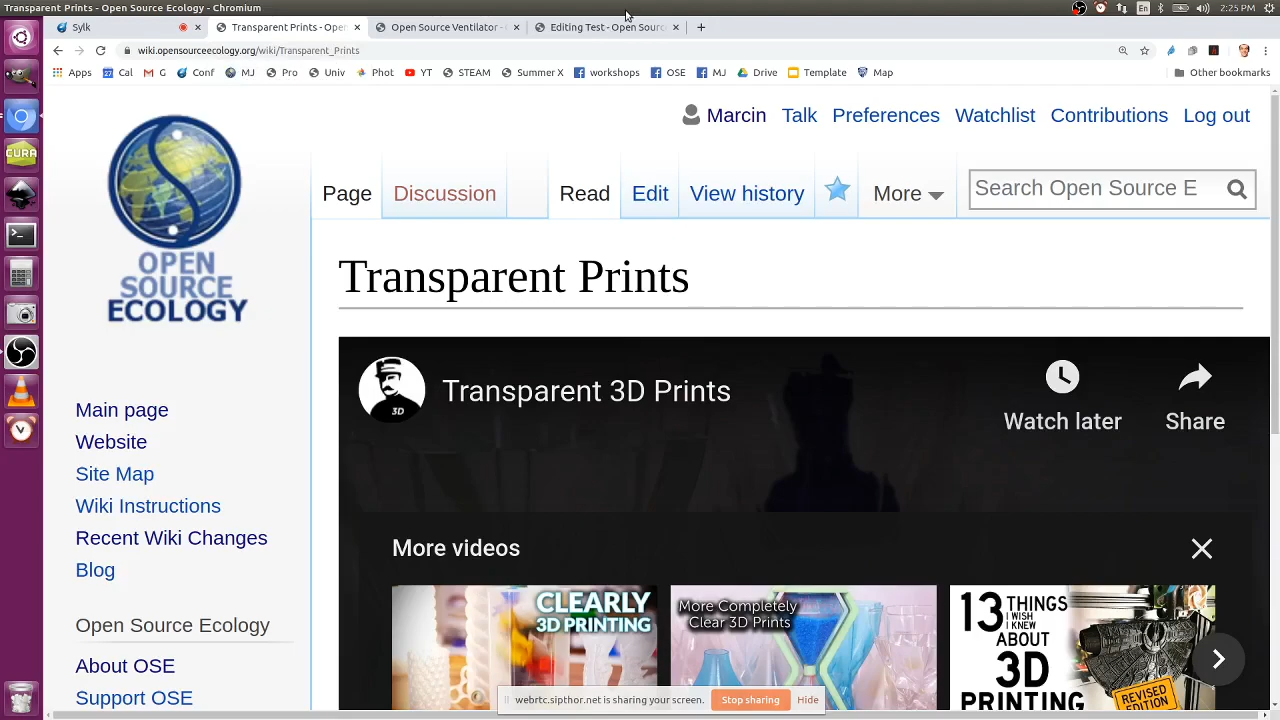 Transparent Prints - Open Source Ecology - Chromium
En
2:25 PM
Sylk
Transparent Prints - Open
Open Source Ventilator -
Editing Test - Open Sourc
wiki.opensourceecology.org/wiki/Transparent_Prints
Apps
27 Cal
M G
Conf
MJ
Pro
Univ
Phot
YT
STEAM
Summer X
workshops
OSE
MJ
Drive
Template
Map
Other bookmarks
Marcin
Talk
Preferences
Watchlist
Contributions
Log out
CURA
OPEN
SOURCE
ECOLOGY
Page
Discussion
Read
Edit
View history
More
Search Open Source E
Transparent Prints
3D
Transparent 3D Prints
Watch later
Share
Main page
Website
Site Map
Wiki Instructions
Recent Wiki Changes
Blog
Open Source Ecology
About OSE
Support OSE
More videos
CLEARLY
3D PRINTING
More Completely
Clear 3D Prints
13 THINGS
I WISH
I KNEW
ABOUT
3D
PRINTING
REVISED
EDITION
webrtc.sipthor.net is sharing your screen.
Stop sharing
Hide